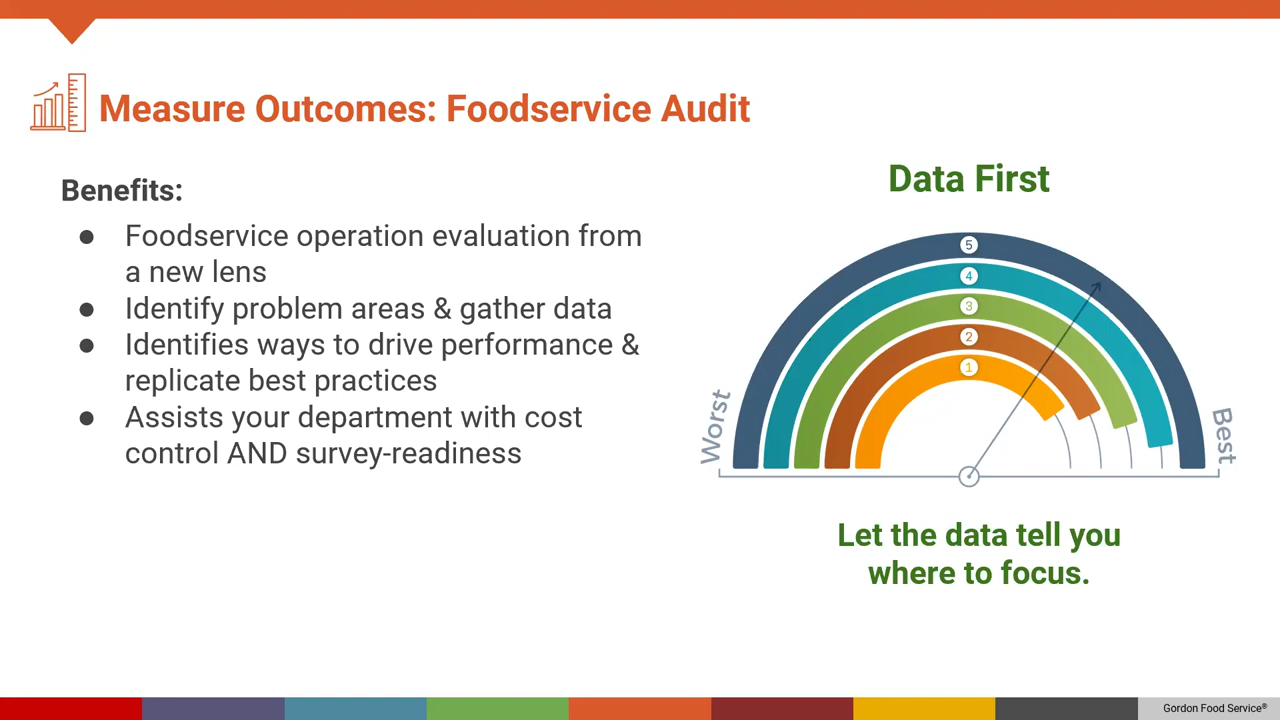 Measure Outcomes: Foodservice Audit
Benefits:
● Foodservice operation evaluation from
a new lens
● Identify problem areas & gather data
● Identifies ways to drive performance &
replicate best practices
● Assists your department with cost
control AND survey-readiness
Data First
5
4
3
2
1
Worst
Best
Let the data tell you
where to focus.
Gordon Food Service®